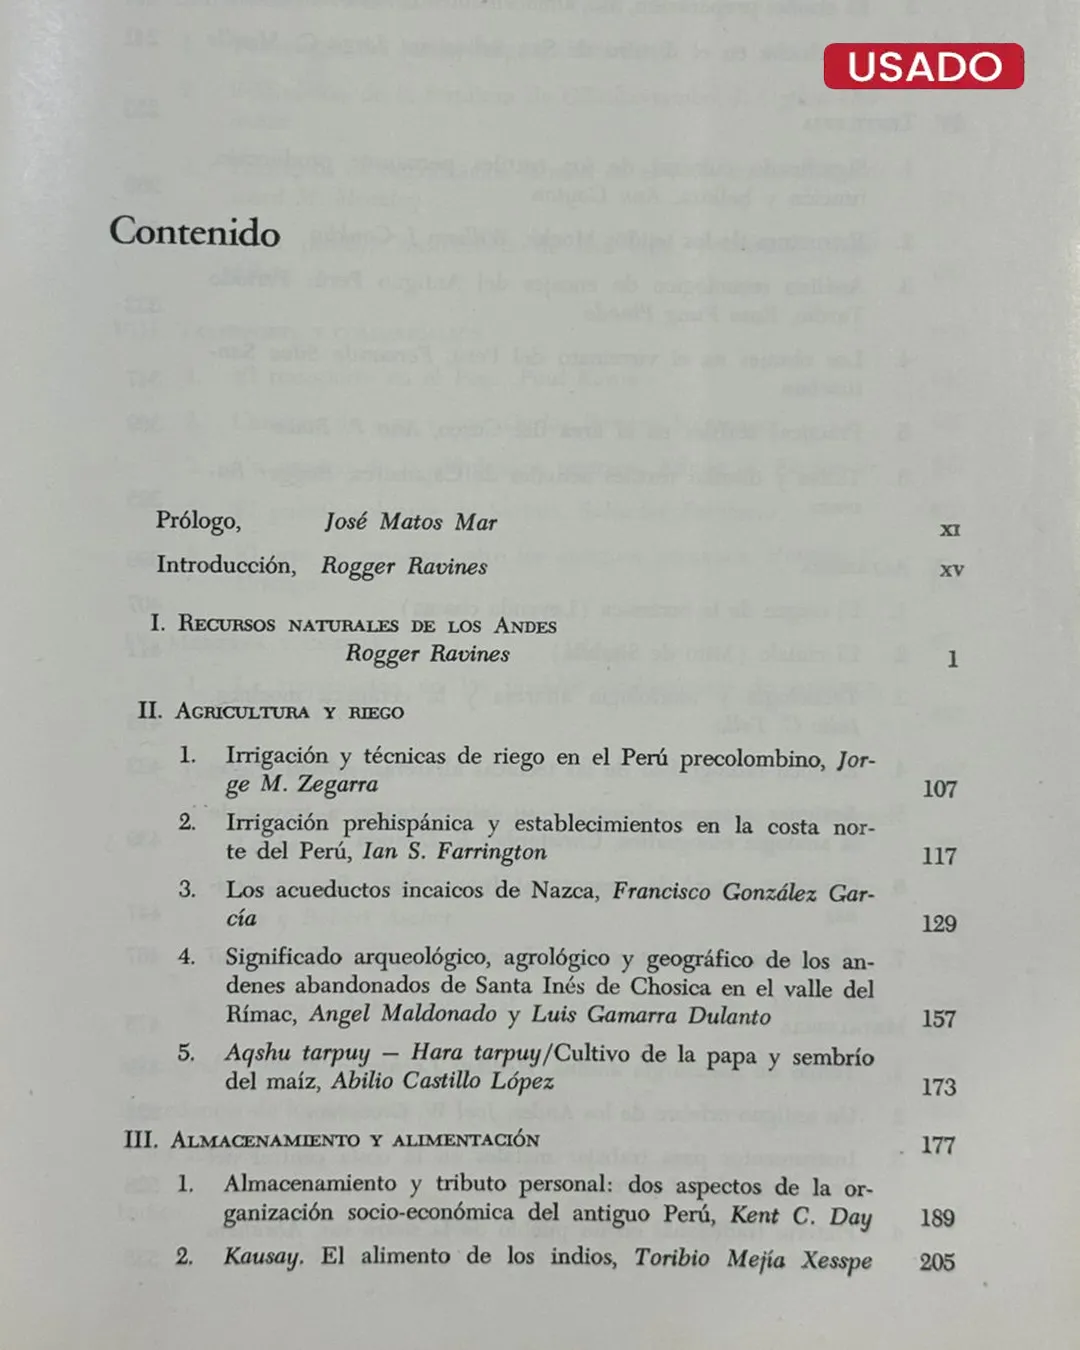 USADO
Contenido
Prólogo, José Matos Mar XI
Introducción, Rogger Ravines XV
I. RECURSOS NATURALES DE LOS ANDES
Rogger Ravines 1
II. AGRICULTURA Y RIEGO
1. Irrigación y técnicas de riego en el Perú precolombino, Jor-
ge M. Zegarra 107
2. Irrigación prehispánica y establecimientos en la costa nor-
te del Perú, Ian S. Farrington 117
3. Los acueductos incaicos de Nazca, Francisco González Gar-
cía 129
4. Significado arqueológico, agrológico y geográfico de los an-
denes abandonados de Santa Inés de Chosica en el valle del
Rímac, Angel Maldonado y Luis Gamarra Dulanto 157
5. Aqshu tarpuy — Hara tarpuy/Cultivo de la papa y sembrío
del maíz, Abilio Castillo López 173
III. ALMACENAMIENTO Y ALIMENTACIÓN 177
1. Almacenamiento y tributo personal: dos aspectos de la or-
ganización socio-económica del antiguo Perú, Kent C. Day 189
2. Kausay. El alimento de los indios, Toribio Mejía Xesspe 205